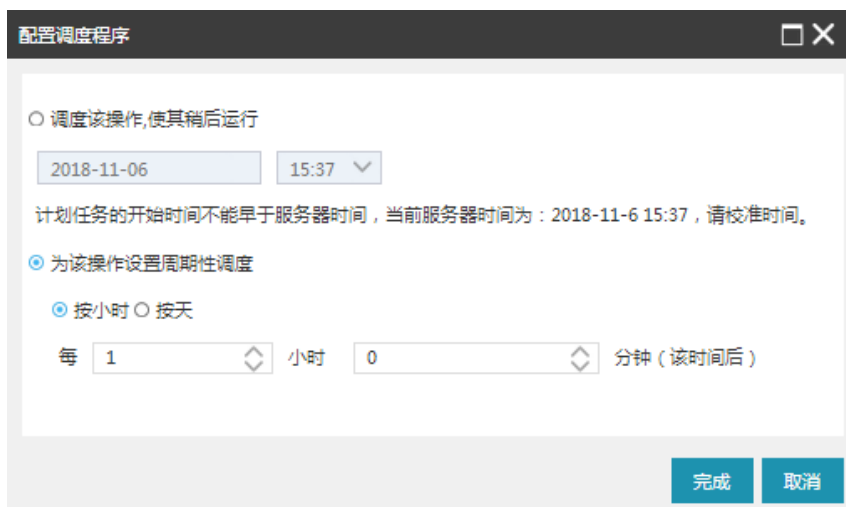 配置调度程序
调度该操作,使其稍后运行
2018-11-06 15:37
计划任务的开始时间不能早于服务器时间，当前服务器时间为：2018-11-6 15:37，请校准时间。
为该操作设置周期性调度
按小时 按天
每 1 小时 0 分钟（该时间后）
完成 取消